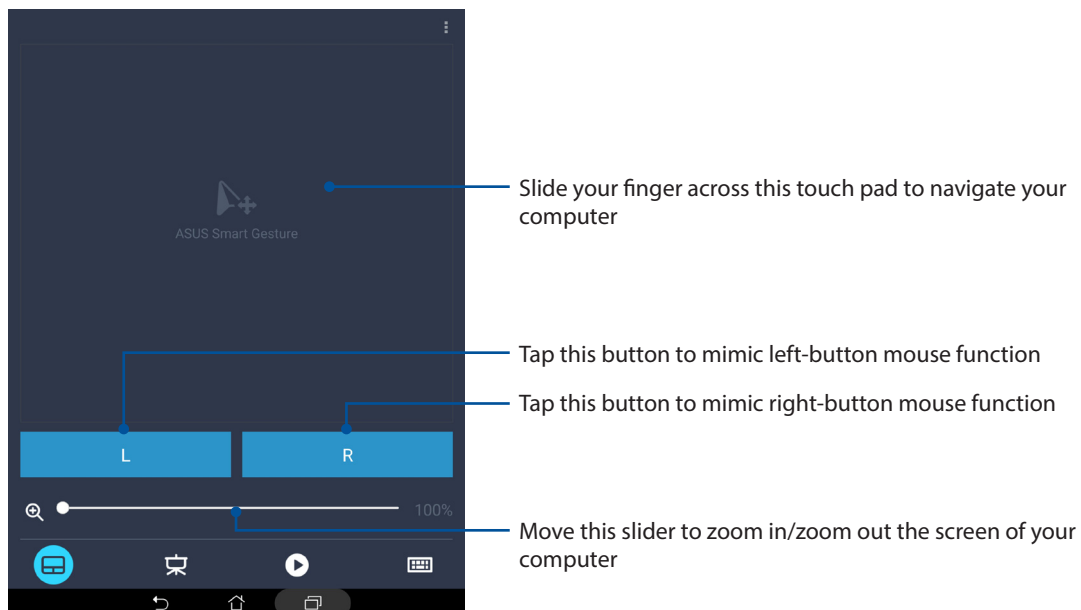 Slide your finger across this touch pad to navigate your
computer
ASUS Smart Gesture
Tap this button to mimic left-button mouse function
Tap this button to mimic right-button mouse function
L
R
100%
Move this slider to zoom in/zoom out the screen of your
computer